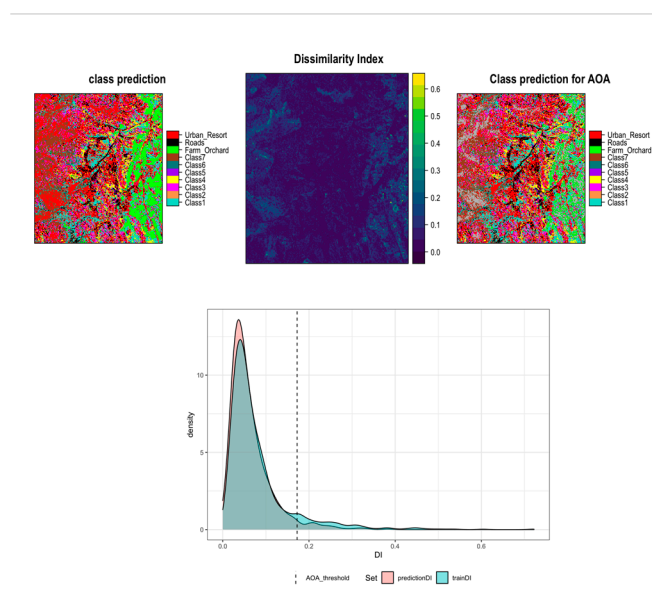 class prediction
Urban_Resort
Roads
Farm_Orchard
Class7
Class6
Class5
Class4
Class3
Class2
Class1
Dissimilarity Index
0.6
0.5
0.4
0.3
0.2
0.1
0.0
Class prediction for AOA
Urban_Resort
Roads
Farm_Orchard
Class7
Class6
Class5
Class4
Class3
Class2
Class1
density
10
5
0
0.0 0.2 0.4 0.6
DI
AOA_threshold Set predictionDI trainDI